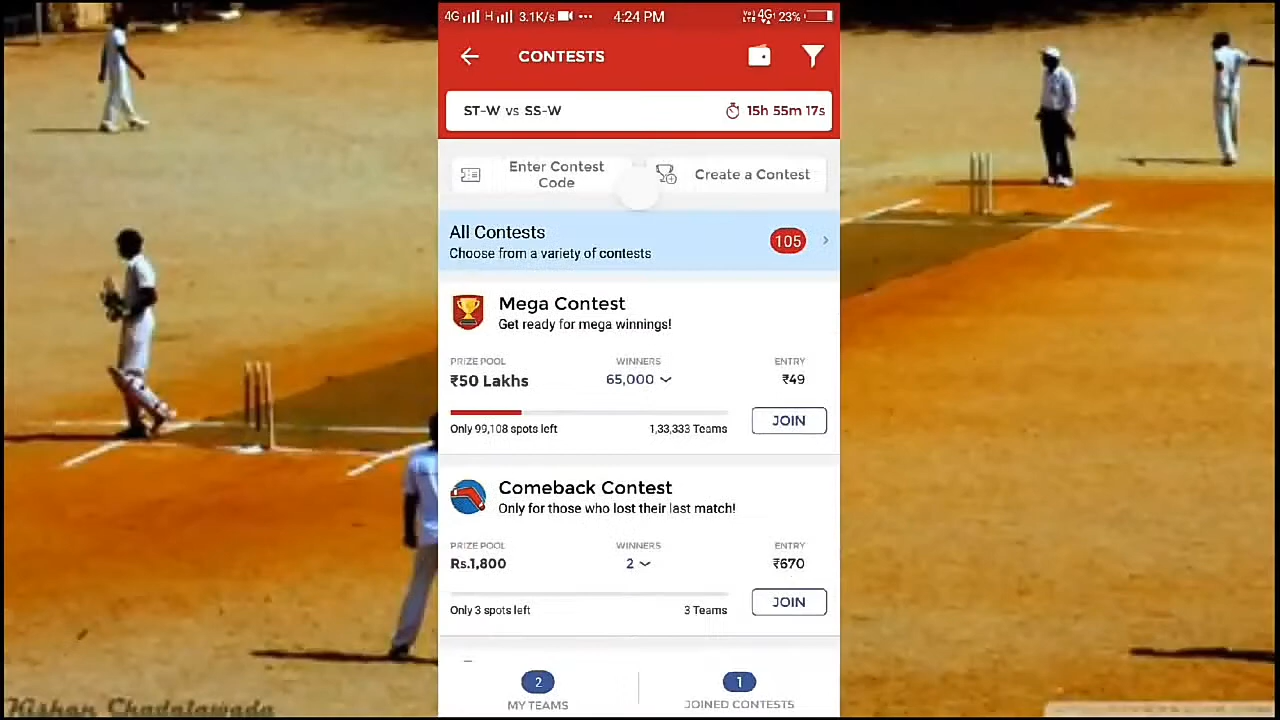 4G H 3.1K/s 4:24 PM VoLTE 4G 23%
CONTESTS
ST-W vs SS-W 15h 55m 17s
Enter Contest
Code
Create a Contest
All Contests
Choose from a variety of contests
105
Mega Contest
Get ready for mega winnings!
PRIZE POOL WINNERS ENTRY
₹50 Lakhs 65,000 ₹49
JOIN
Only 99,108 spots left 1,33,333 Teams
Comeback Contest
Only for those who lost their last match!
PRIZE POOL WINNERS ENTRY
Rs.1,800 2 ₹670
JOIN
Only 3 spots left 3 Teams
2 1
MY TEAMS JOINED CONTESTS
Kishan Chadalawada